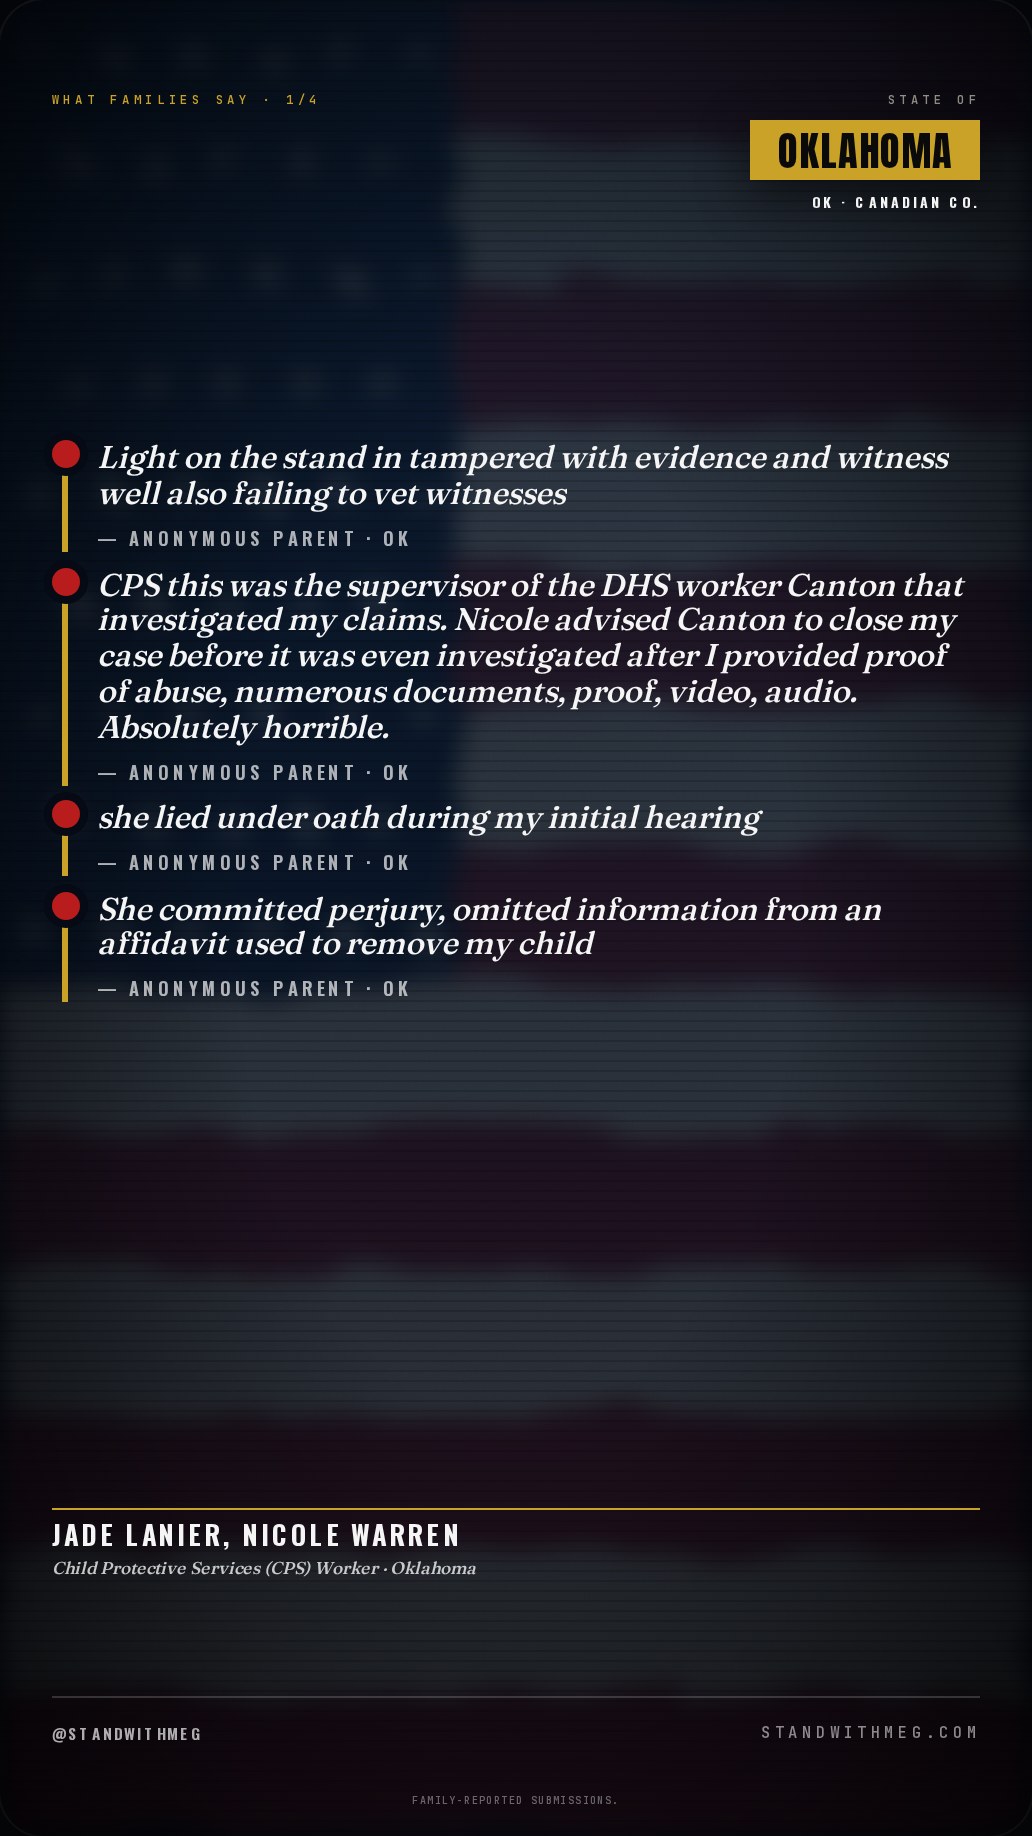 WHAT FAMILIES SAY · 1/4
STATE OF
OKLAHOMA
OK · CANADIAN CO.
Light on the stand in tampered with evidence and witness
well also failing to vet witnesses
— ANONYMOUS PARENT · OK
CPS this was the supervisor of the DHS worker Canton that
investigated my claims. Nicole advised Canton to close my
case before it was even investigated after I provided proof
of abuse, numerous documents, proof, video, audio.
Absolutely horrible.
— ANONYMOUS PARENT · OK
she lied under oath during my initial hearing
— ANONYMOUS PARENT · OK
She committed perjury, omitted information from an
affidavit used to remove my child
— ANONYMOUS PARENT · OK
JADE LANIER, NICOLE WARREN
Child Protective Services (CPS) Worker · Oklahoma
@STANDWITHMEG
STANDWITHMEG.COM
FAMILY-REPORTED SUBMISSIONS.